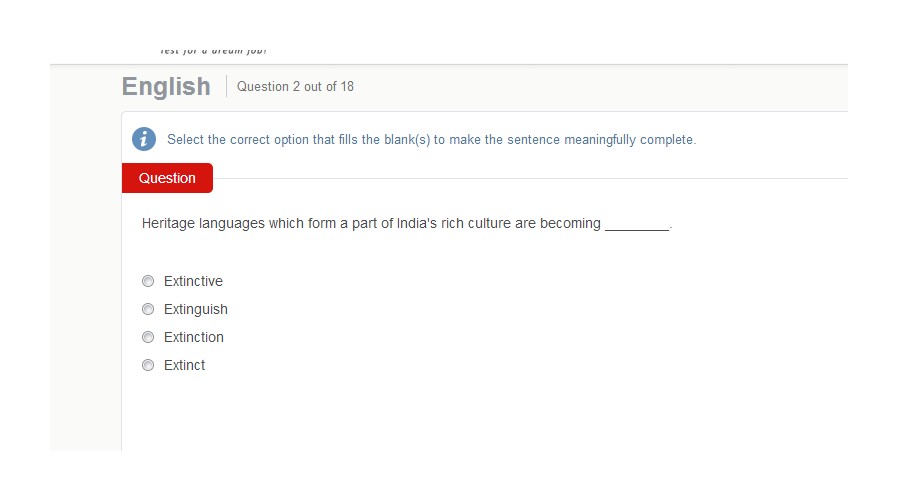 Test for a dream job!
English
Question 2 out of 18
i
Select the correct option that fills the blank(s) to make the sentence meaningfully complete.
Question
Heritage languages which form a part of India's rich culture are becoming ________.
Extinctive
Extinguish
Extinction
Extinct